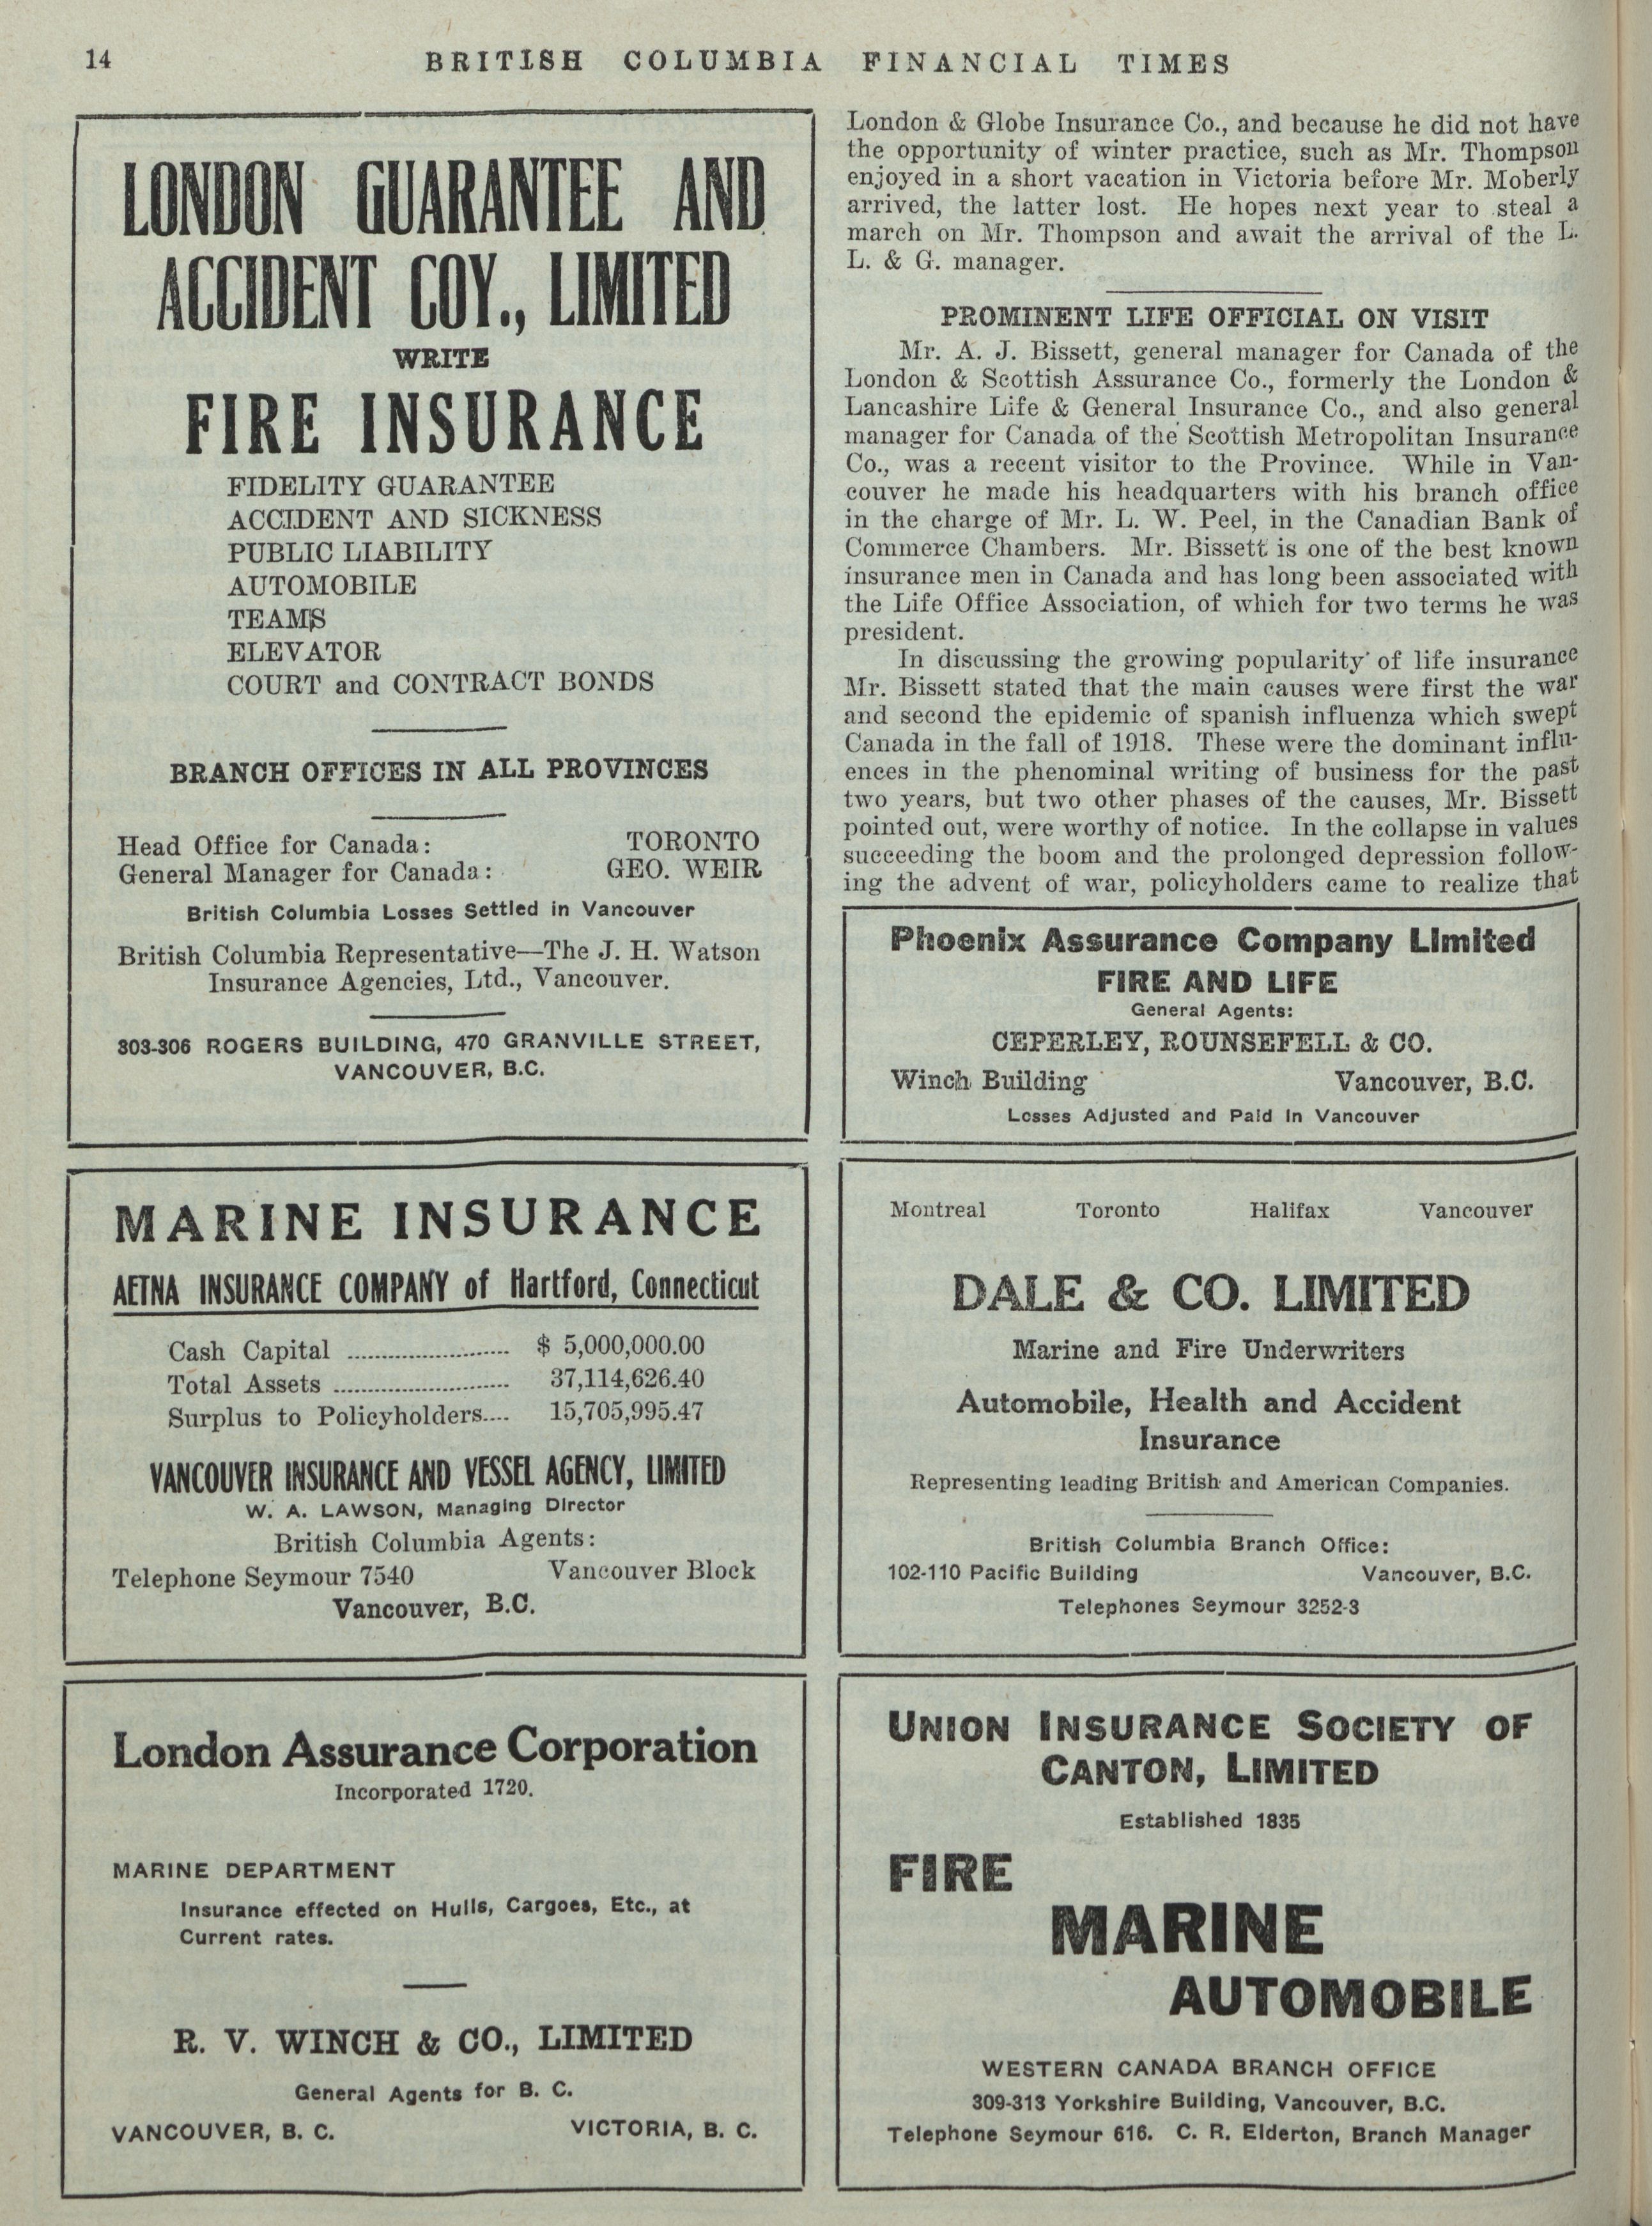 14
BRITISH COLUMBIA FINANCIAL TIMES
LONDON GUARANTEE AND
ACCIDENT COY., LIMITED
WRITE
FIRE INSURANCE
FIDELITY GUARANTEE
ACCIDENT AND SICKNESS
PUBLIC LIABILITY
AUTOMOBILE
TEAMS
ELEVATOR
COURT and CONTRACT BONDS
BRANCH OFFICES IN ALL PROVINCES
Head Office for Canada: TORONTO
General Manager for Canada: GEO. WEIR
British Columbia Losses Settled in Vancouver
British Columbia Representative—The J. H. Watson
Insurance Agencies, Ltd., Vancouver.
303-306 ROGERS BUILDING, 470 GRANVILLE STREET,
VANCOUVER, B.C.
MARINE INSURANCE
AETNA INSURANCE COMPANY of Hartford, Connecticut
Cash Capital ........................ $ 5,000,000.00
Total Assets .......................... 37,114,626.40
Surplus to Policyholders.... 15,705,995.47
VANCOUVER INSURANCE AND VESSEL AGENCY, LIMITED
W. A. LAWSON, Managing Director
British Columbia Agents:
Telephone Seymour 7540 Vancouver Block
Vancouver, B.C.
London Assurance Corporation
Incorporated 1720.
MARINE DEPARTMENT
Insurance effected on Hulls, Cargoes, Etc., at
Current rates.
R. V. WINCH & CO., LIMITED
General Agents for B. C.
VANCOUVER, B. C. VICTORIA, B. C.
London & Globe Insurance Co., and because he did not have
the opportunity of winter practice, such as Mr. Thompson
enjoyed in a short vacation in Victoria before Mr. Moberly
arrived, the latter lost. He hopes next year to steal a
march on Mr. Thompson and await the arrival of the L.
L. & G. manager.
PROMINENT LIFE OFFICIAL ON VISIT
Mr. A. J. Bissett, general manager for Canada of the
London & Scottish Assurance Co., formerly the London &
Lancashire Life & General Insurance Co., and also general
manager for Canada of the Scottish Metropolitan Insurance
Co., was a recent visitor to the Province. While in Van-
couver he made his headquarters with his branch office
in the charge of Mr. L. W. Peel, in the Canadian Bank of
Commerce Chambers. Mr. Bissett is one of the best known
insurance men in Canada and has long been associated with
the Life Office Association, of which for two terms he was
president.
In discussing the growing popularity of life insurance
Mr. Bissett stated that the main causes were first the war
and second the epidemic of spanish influenza which swept
Canada in the fall of 1918. These were the dominant influ-
ences in the phenominal writing of business for the past
two years, but two other phases of the causes, Mr. Bissett
pointed out, were worthy of notice. In the collapse in values
succeeding the boom and the prolonged depression follow-
ing the advent of war, policyholders came to realize that
Phoenix Assurance Company Limited
FIRE AND LIFE
General Agents:
CEPERLEY, ROUNSEFELL & CO.
Winch Building Vancouver, B.C.
Losses Adjusted and Paid in Vancouver
Montreal Toronto Halifax Vancouver
DALE & CO. LIMITED
Marine and Fire Underwriters
Automobile, Health and Accident
Insurance
Representing leading British and American Companies.
British Columbia Branch Office:
102-110 Pacific Building Vancouver, B.C.
Telephones Seymour 3252-3
UNION INSURANCE SOCIETY OF
CANTON, LIMITED
Established 1835
FIRE
MARINE
AUTOMOBILE
WESTERN CANADA BRANCH OFFICE
309-313 Yorkshire Building, Vancouver, B.C.
Telephone Seymour 616. C. R. Elderton, Branch Manager